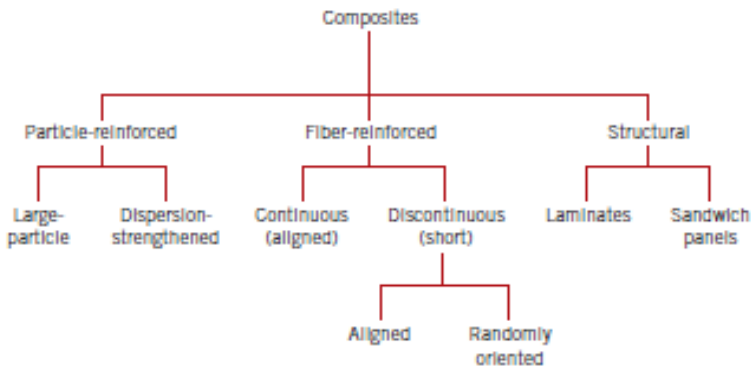 Composites
Particle-reinforced
Fiber-reinforced
Structural
Large-
particle
Dispersion-
strengthened
Continuous
(aligned)
Discontinuous
(short)
Laminates
Sandwich
panels
Aligned
Randomly
oriented